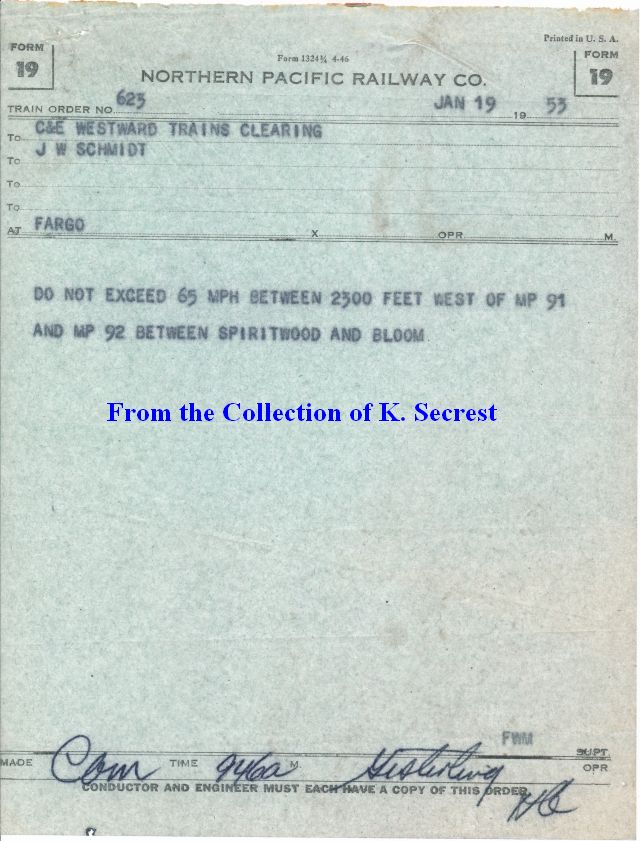 Printed in U. S. A.
FORM 19
Form 1324¾ 4-46
FORM 19
NORTHERN PACIFIC RAILWAY CO.
TRAIN ORDER NO. 623 JAN 19 19 53
To C&E WESTWARD TRAINS CLEARING
To J W SCHMIDT
To
To
AT FARGO X OPR. M.
DO NOT EXCEED 65 MPH BETWEEN 2300 FEET WEST OF MP 91
AND MP 92 BETWEEN SPIRITWOOD AND BLOOM
From the Collection of K. Secrest
FWM
SUPT.
MADE Com TIME 946a M. OPR
CONDUCTOR AND ENGINEER MUST EACH HAVE A COPY OF THIS ORDER